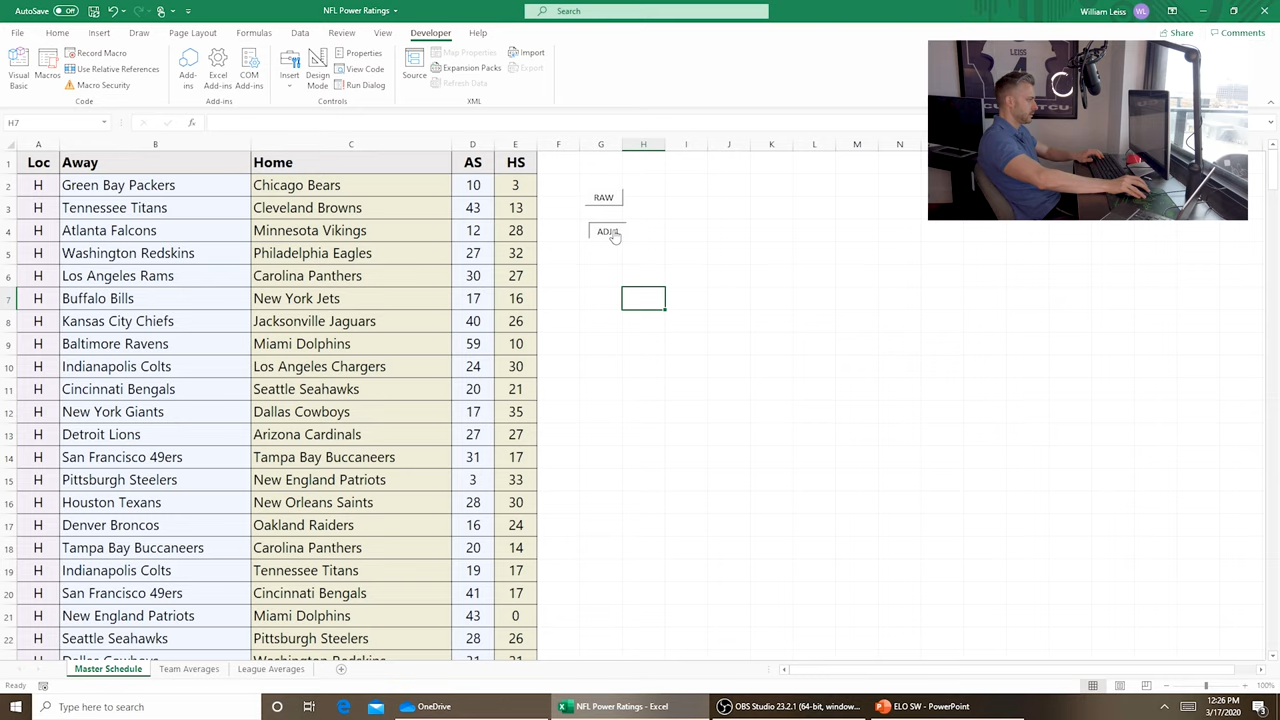 AutoSave Off NFL Power Ratings Search William Leiss WL
File Home Insert Draw Page Layout Formulas Data Review View Developer Help Share Comments
Visual Basic Macros Record Macro Use Relative References Macro Security Code
Add-ins Excel Add-ins COM Add-ins Add-ins
Insert Design Mode Properties View Code Run Dialog Controls
Source Map Properties Expansion Packs Refresh Data Import Export XML
LEISS
H7
A B C D E F G H I J K L M N
1 Loc Away Home AS HS
2 H Green Bay Packers Chicago Bears 10 3
RAW
3 H Tennessee Titans Cleveland Browns 43 13
4 H Atlanta Falcons Minnesota Vikings 12 28
5 H Washington Redskins Philadelphia Eagles 27 32
6 H Los Angeles Rams Carolina Panthers 30 27
7 H Buffalo Bills New York Jets 17 16
8 H Kansas City Chiefs Jacksonville Jaguars 40 26
9 H Baltimore Ravens Miami Dolphins 59 10
10 H Indianapolis Colts Los Angeles Chargers 24 30
11 H Cincinnati Bengals Seattle Seahawks 20 21
12 H New York Giants Dallas Cowboys 17 35
13 H Detroit Lions Arizona Cardinals 27 27
14 H San Francisco 49ers Tampa Bay Buccaneers 31 17
15 H Pittsburgh Steelers New England Patriots 3 33
16 H Houston Texans New Orleans Saints 28 30
17 H Denver Broncos Oakland Raiders 16 24
18 H Tampa Bay Buccaneers Carolina Panthers 20 14
19 H Indianapolis Colts Tennessee Titans 19 17
20 H San Francisco 49ers Cincinnati Bengals 41 17
21 H New England Patriots Miami Dolphins 43 0
22 H Seattle Seahawks Pittsburgh Steelers 28 26
Dallas Cowboys Washington Redskins 31 21
Master Schedule Team Averages League Averages
Ready 100%
Type here to search OneDrive NFL Power Ratings - Excel OBS Studio 23.2.1 (64-bit, window... ELO SW - PowerPoint 12:26 PM
3/17/2020